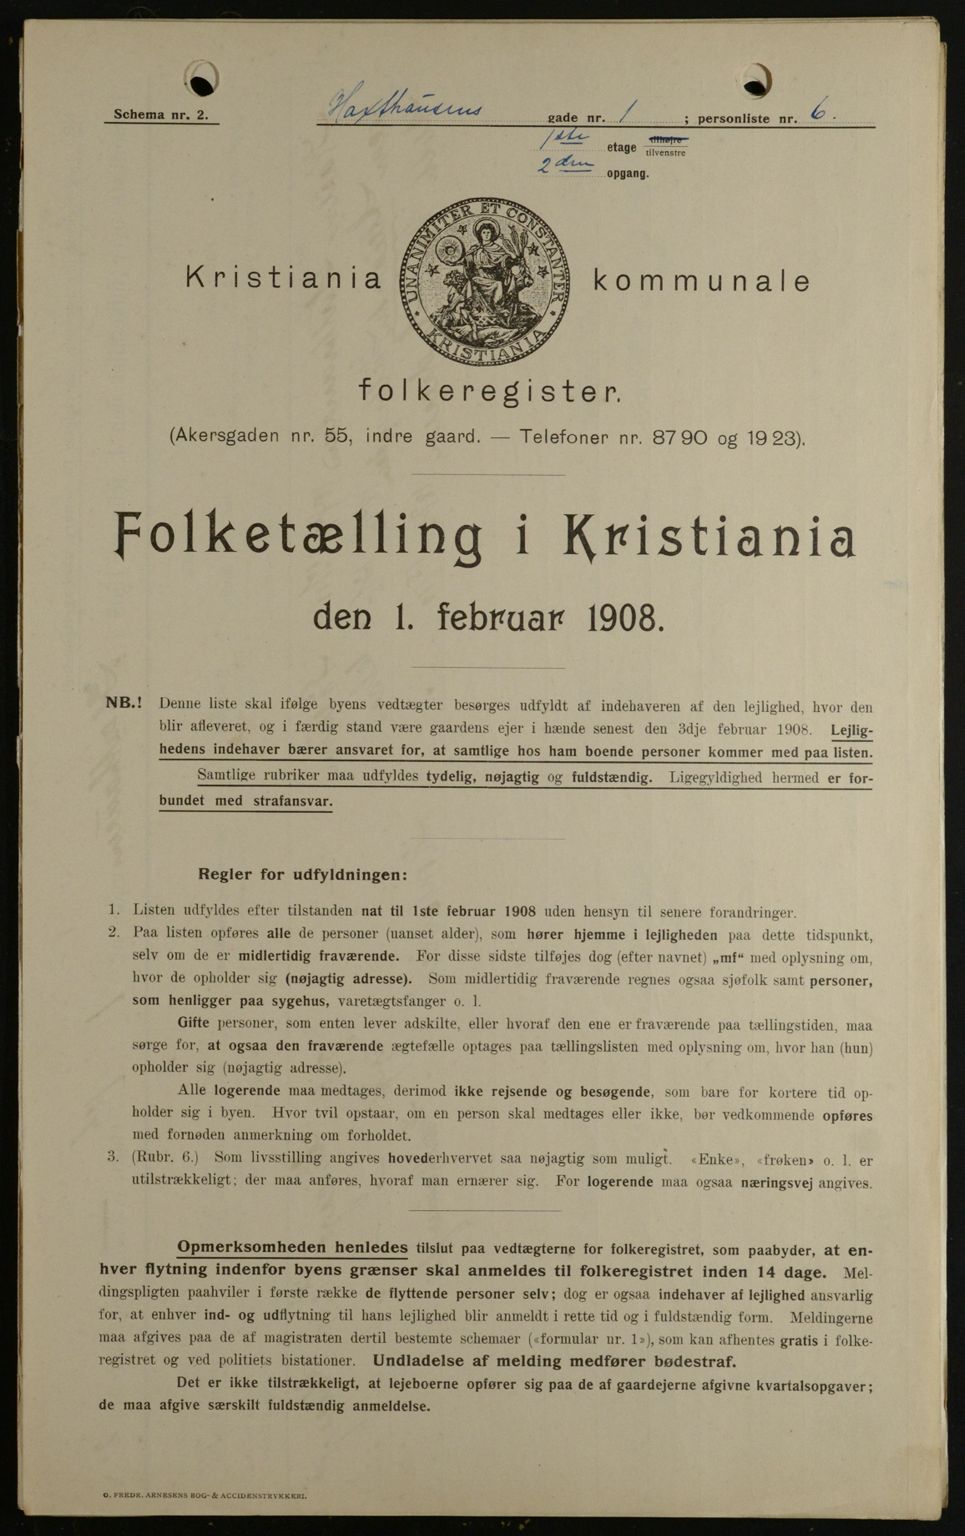 Schema nr. 2.
Haxthausens gade nr. 1 ; personliste nr. 6.
1ste etage tilhøjre
tilvenstre
2den opgang.
UNANIMITER ET CONSTANTER
KRISTIANIA
Kristiania kommunale
folkeregister.
(Akersgaden nr. 55, indre gaard. — Telefoner nr. 87 90 og 19 23).
Folketælling i Kristiania
den 1. februar 1908.
NB.! Denne liste skal ifølge byens vedtægter besørges udfyldt af indehaveren af den lejlighed, hvor den
blir afleveret, og i færdig stand være gaardens ejer i hænde senest den 3dje februar 1908. Lejlig-
hedens indehaver bærer ansvaret for, at samtlige hos ham boende personer kommer med paa listen.
Samtlige rubriker maa udfyldes tydelig, nøjagtig og fuldstændig. Ligegyldighed hermed er for-
bundet med strafansvar.
Regler for udfyldningen:
1. Listen udfyldes efter tilstanden nat til 1ste februar 1908 uden hensyn til senere forandringer.
2. Paa listen opføres alle de personer (uanset alder), som hører hjemme i lejligheden paa dette tidspunkt,
selv om de er midlertidig fraværende. For disse sidste tilføjes dog (efter navnet) „mf“ med oplysning om,
hvor de opholder sig (nøjagtig adresse). Som midlertidig fraværende regnes ogsaa sjøfolk samt personer,
som henligger paa sygehus, varetægtsfanger o. l.
Gifte personer, som enten lever adskilte, eller hvoraf den ene er fraværende paa tællingstiden, maa
sørge for, at ogsaa den fraværende ægtefælle optages paa tællingslisten med oplysning om, hvor han (hun)
opholder sig (nøjagtig adresse).
Alle logerende maa medtages, derimod ikke rejsende og besøgende, som bare for kortere tid op-
holder sig i byen. Hvor tvil opstaar, om en person skal medtages eller ikke, bør vedkommende opføres
med fornøden anmerkning om forholdet.
3. (Rubr. 6.) Som livsstilling angives hovederhvervet saa nøjagtig som muligt. «Enke», «frøken» o. l. er
utilstrækkeligt; der maa anføres, hvoraf man ernærer sig. For logerende maa ogsaa næringsvej angives.
Opmerksomheden henledes tilslut paa vedtægterne for folkeregistret, som paabyder, at en-
hver flytning indenfor byens grænser skal anmeldes til folkeregistret inden 14 dage. Mel-
dingspligten paahviler i første række de flyttende personer selv; dog er ogsaa indehaver af lejlighed ansvarlig
for, at enhver ind- og udflytning til hans lejlighed blir anmeldt i rette tid og i fuldstændig form. Meldingerne
maa afgives paa de af magistraten dertil bestemte schemaer («formular nr. 1»), som kan afhentes gratis i folke-
registret og ved politiets bistationer. Undladelse af melding medfører bødestraf.
Det er ikke tilstrækkeligt, at lejeboerne opfører sig paa de af gaardejerne afgivne kvartalsopgaver;
de maa afgive særskilt fuldstændig anmeldelse.
O. FREDR. ARNESENS BOG- & ACCIDENSTRYKKERI.